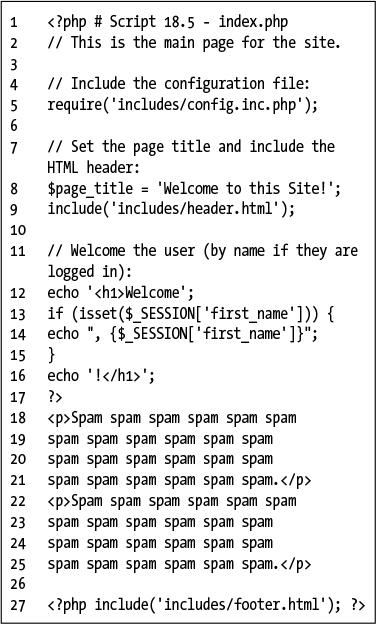 1 <?php # Script 18.5 - index.php
2 // This is the main page for the site.
3
4 // Include the configuration file:
5 require('includes/config.inc.php');
6
7 // Set the page title and include the
HTML header:
8 $page_title = 'Welcome to this Site!';
9 include('includes/header.html');
10
11 // Welcome the user (by name if they are
logged in):
12 echo '<h1>Welcome';
13 if (isset($_SESSION['first_name'])) {
14 echo ", {$_SESSION['first_name']}";
15 }
16 echo '!</h1>';
17 ?>
18 <p>Spam spam spam spam spam spam
19 spam spam spam spam spam spam
20 spam spam spam spam spam spam
21 spam spam spam spam spam spam.</p>
22 <p>Spam spam spam spam spam spam
23 spam spam spam spam spam spam
24 spam spam spam spam spam spam
25 spam spam spam spam spam spam.</p>
26
27 <?php include('includes/footer.html'); ?>